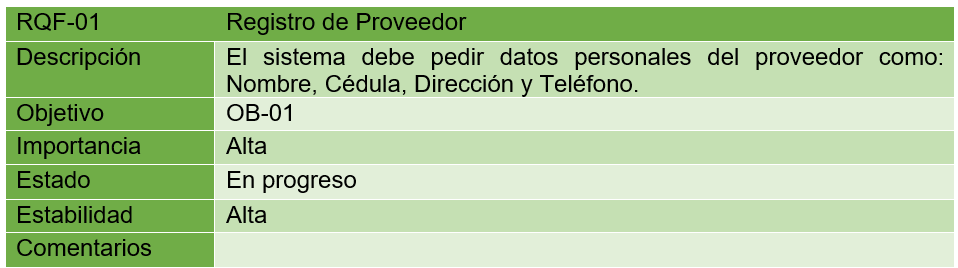 RQF-01 Registro de Proveedor
Descripción El sistema debe pedir datos personales del proveedor como:
Nombre, Cédula, Dirección y Teléfono.
Objetivo OB-01
Importancia Alta
Estado En progreso
Estabilidad Alta
Comentarios